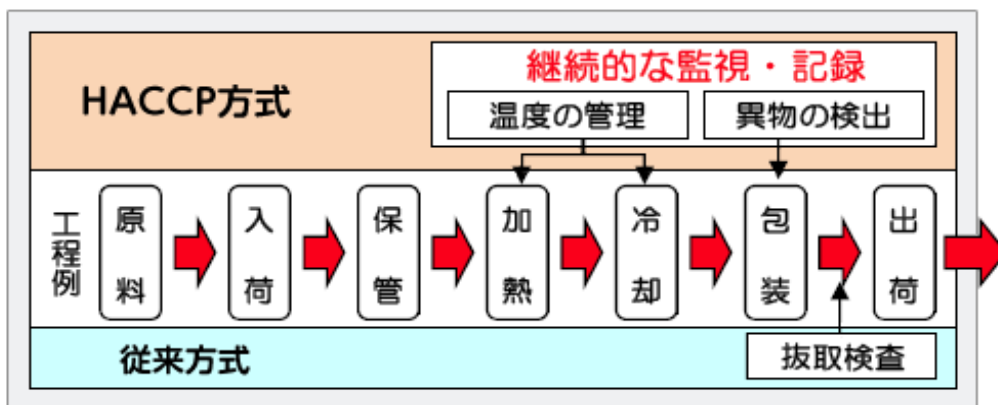 継続的な監視・記録
HACCP方式
温度の管理
異物の検出
工程例
原料
入荷
保管
加熱
冷却
包装
出荷
従来方式
抜取検査